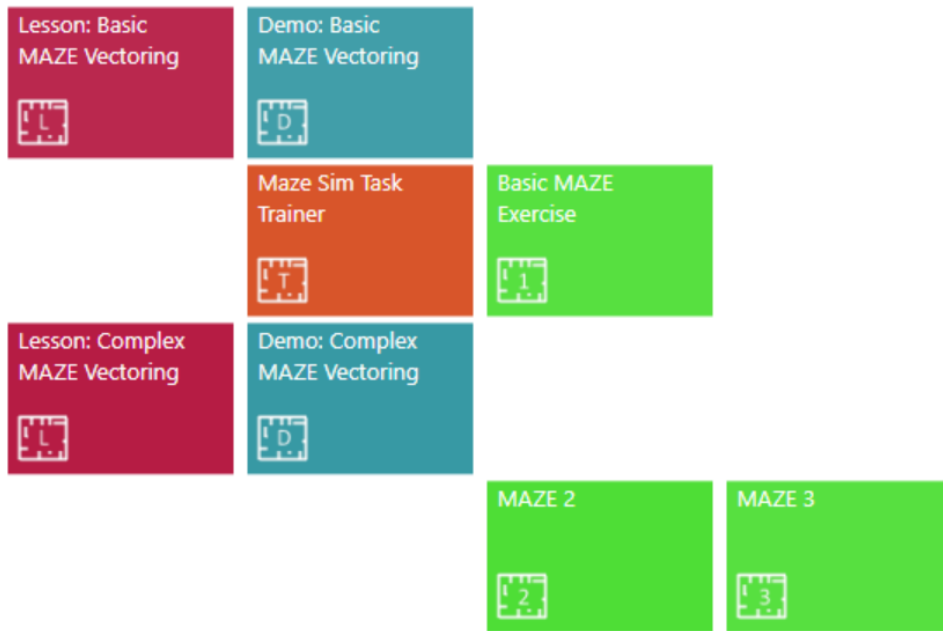 Lesson: Basic
MAZE Vectoring
L
Demo: Basic
MAZE Vectoring
D
Maze Sim Task
Trainer
T
Basic MAZE
Exercise
1
Lesson: Complex
MAZE Vectoring
L
Demo: Complex
MAZE Vectoring
D
MAZE 2
2
MAZE 3
3